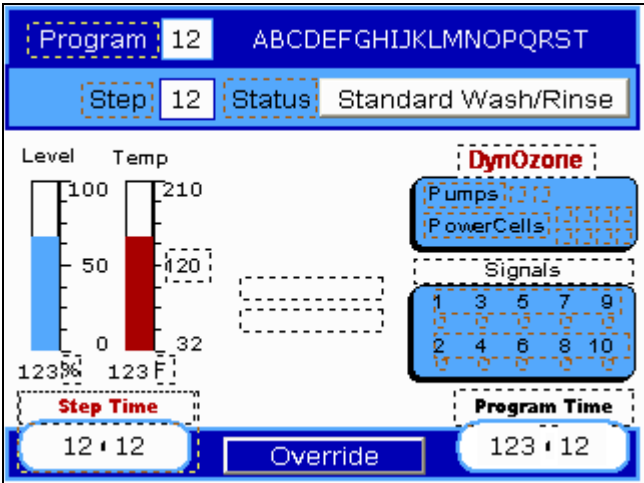 Program 12 ABCDEFGHIJKLMNOPQRST
Step 12 Status Standard Wash/Rinse
Level Temp
100 210
50 120
0 32
123% 123 F
DynOzone
Pumps
PowerCells
Signals
1 3 5 7 9
2 4 6 8 10
Step Time
12 : 12
Override
Program Time
123 : 12